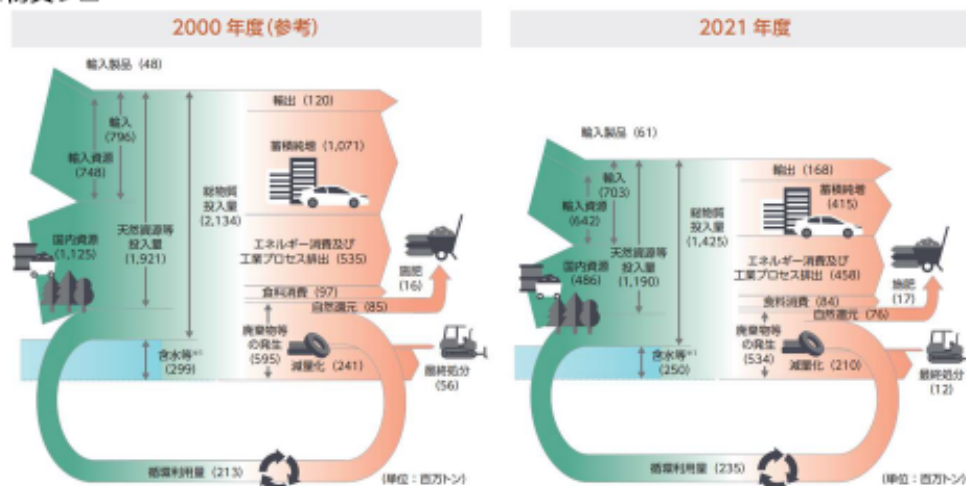 2000 年度(参考)
輸入製品 (48)
輸入
(796)
輸入資源
(748)
国内資源
(1,125)
天然資源等
投入量
(1,921)
総物質
投入量
(2,134)
含水等※1
(299)
輸出 (120)
蓄積純増 (1,071)
エネルギー消費及び
工業プロセス排出 (535)
食料消費 (97)
自然還元 (85)
施肥
(16)
廃棄物等
の発生
(595)
減量化 (241)
最終処分
(56)
循環利用量 (213)
(単位：百万トン)
2021 年度
輸入製品 (61)
輸入
(703)
輸入資源
(642)
国内資源
(486)
天然資源等
投入量
(1,190)
総物質
投入量
(1,425)
含水等※1
(250)
輸出 (168)
蓄積純増
(415)
エネルギー消費及び
工業プロセス排出 (458)
食料消費 (84)
自然還元 (76)
施肥
(17)
廃棄物等
の発生
(534)
減量化 (210)
最終処分
(12)
循環利用量 (235)
(単位：百万トン)